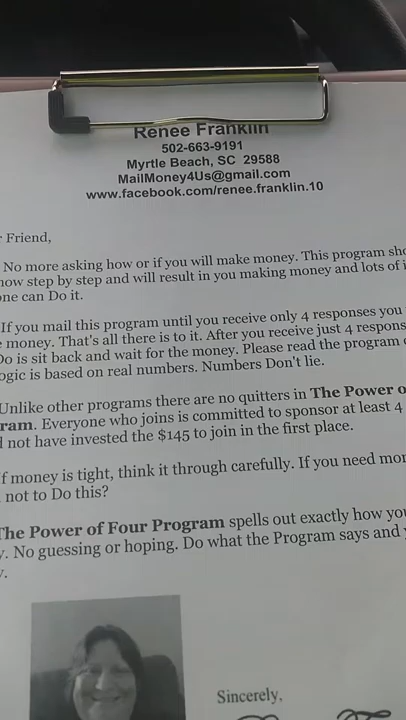 Renee Franklin
502-663-9191
Myrtle Beach, SC 29588
MailMoney4Us@gmail.com
www.facebook.com/renee.franklin.10
Friend,
No more asking how or if you will make money. This program
step by step and will result in you making money and lots of
can Do it.
If you mail this program until you receive only 4 responses you
money. That's all there is to it. After you receive just 4
Do is sit back and wait for the money. Please read the program
is based on real numbers. Numbers Don't lie.
Unlike other programs there are no quitters in The Power
Everyone who joins is committed to sponsor at least 4
not have invested the $145 to join in the first place.
money is tight, think it through carefully. If you need
not to Do this?
The Power of Four Program spells out exactly how
No guessing or hoping. Do what the Program says and
Sincerely,